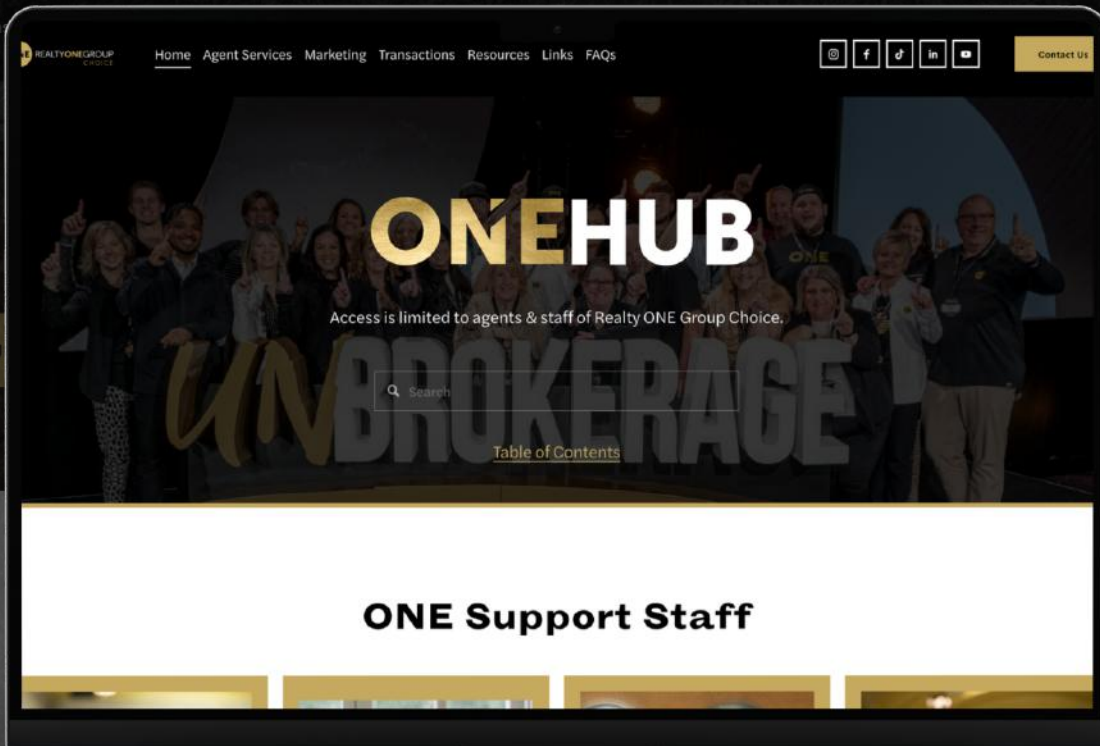 REALTYONEGROUP
CHOICE
Home Agent Services Marketing Transactions Resources Links FAQs
Contact Us
ONEHUB
Access is limited to agents & staff of Realty ONE Group Choice.
UNBROKERAGE
Search
Table of Contents
ONE Support Staff